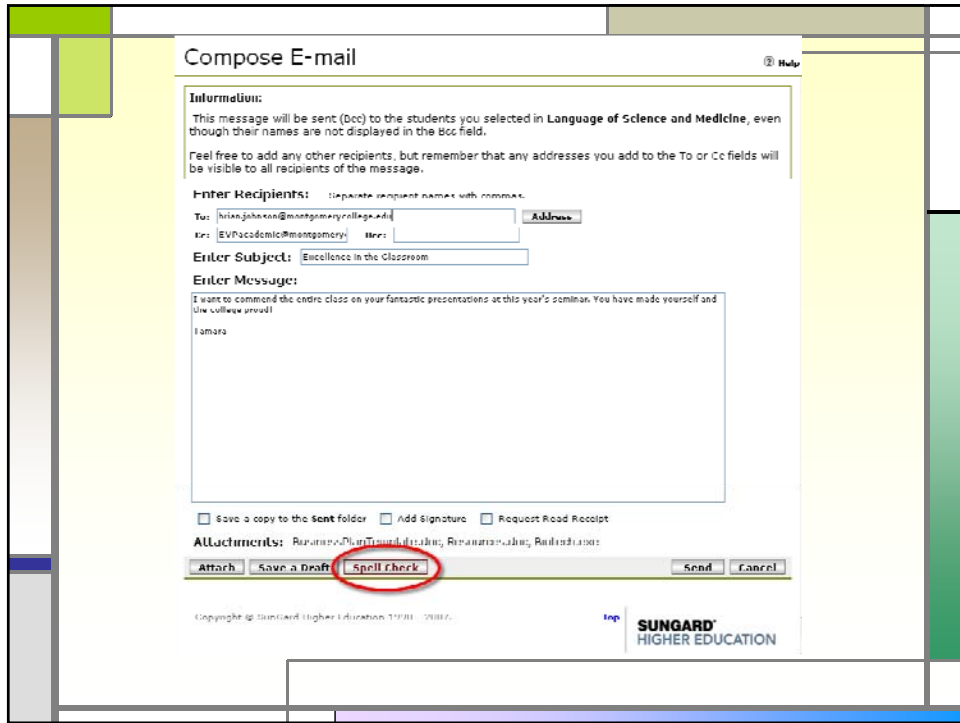 Compose E-mail
Help
Information:
This message will be sent (Bcc) to the students you selected in Language of Science and Medicine, even
though their names are not displayed in the Bcc field.
Feel free to add any other recipients, but remember that any addresses you add to the To or Cc fields will
be visible to all recipients of the message.
Enter Recipients: Separate recipient names with commas.
To: brian.johnson@montgomerycollege.edu Address
Cc: EVPacademic@montgomery Bcc:
Enter Subject: Excellence in the Classroom
Enter Message:
I want to commend the entire class on your fantastic presentations at this year's seminar. You have made yourself and
the college proud!
Tamara
Save a copy to the Sent folder Add Signature Request Read Receipt
Attachments: BusinessPlanTemplate.doc, Resources.doc,
Attach Save a Draft Spell Check Send Cancel
Copyright © SunGard Higher Education 1998 - 2007.
Top
SUNGARD®
HIGHER EDUCATION